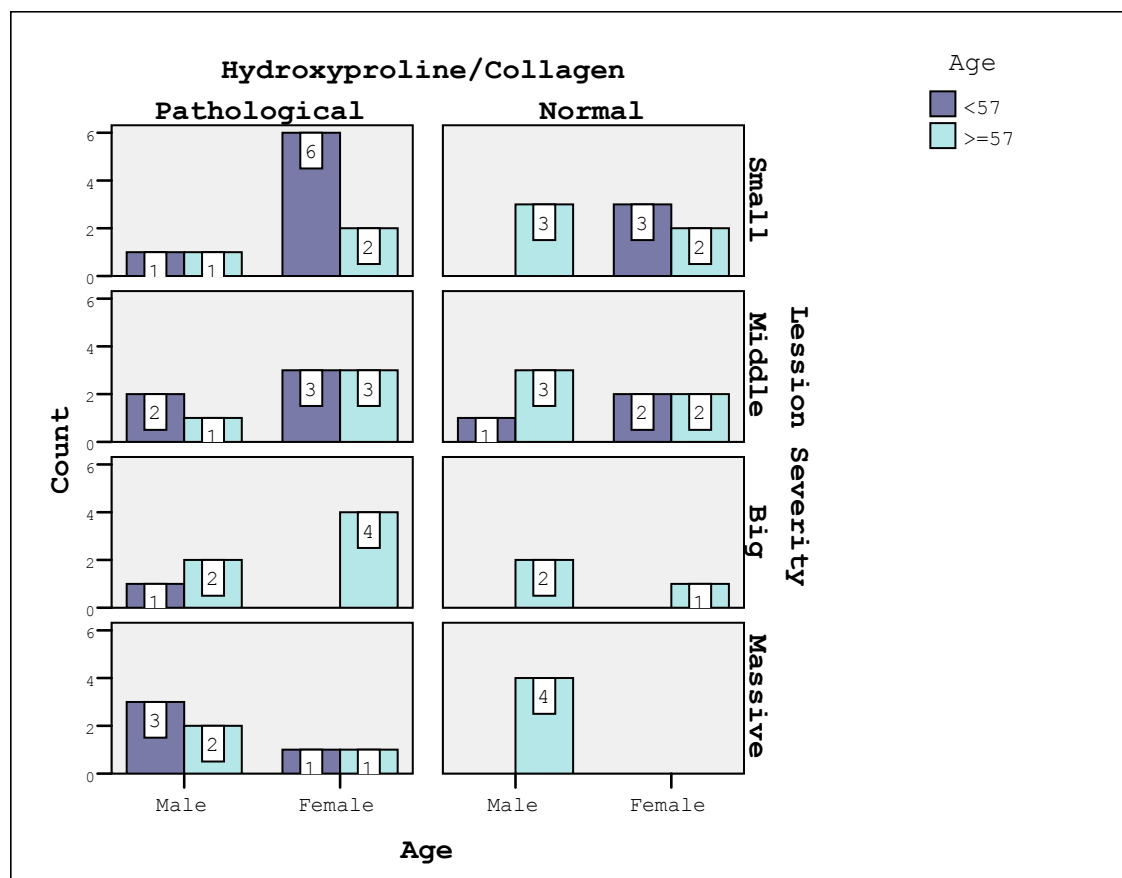 Hydroxyproline/Collagen
Pathological
Normal
Age
<57
>=57
6
4
2
0
1
1
6
2
3
3
2
Small
6
4
2
0
2
1
3
3
1
3
2
2
Middle
6
4
2
0
1
2
4
2
1
Big
6
4
2
0
3
2
1
1
4
Massive
Count
Lession Severity
Male
Female
Male
Female
Age